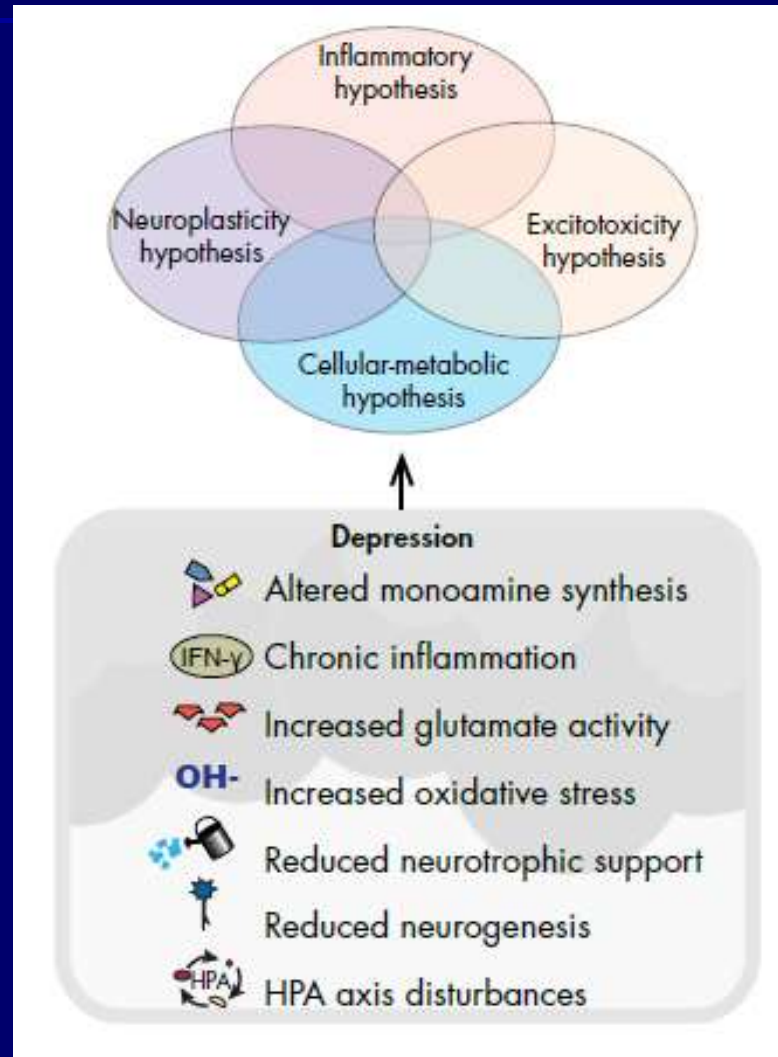 Inflammatory
hypothesis
Neuroplasticity
hypothesis
Excitotoxicity
hypothesis
Cellular-metabolic
hypothesis
Depression
Altered monoamine synthesis
IFN-γ Chronic inflammation
Increased glutamate activity
OH- Increased oxidative stress
Reduced neurotrophic support
Reduced neurogenesis
HPA HPA axis disturbances